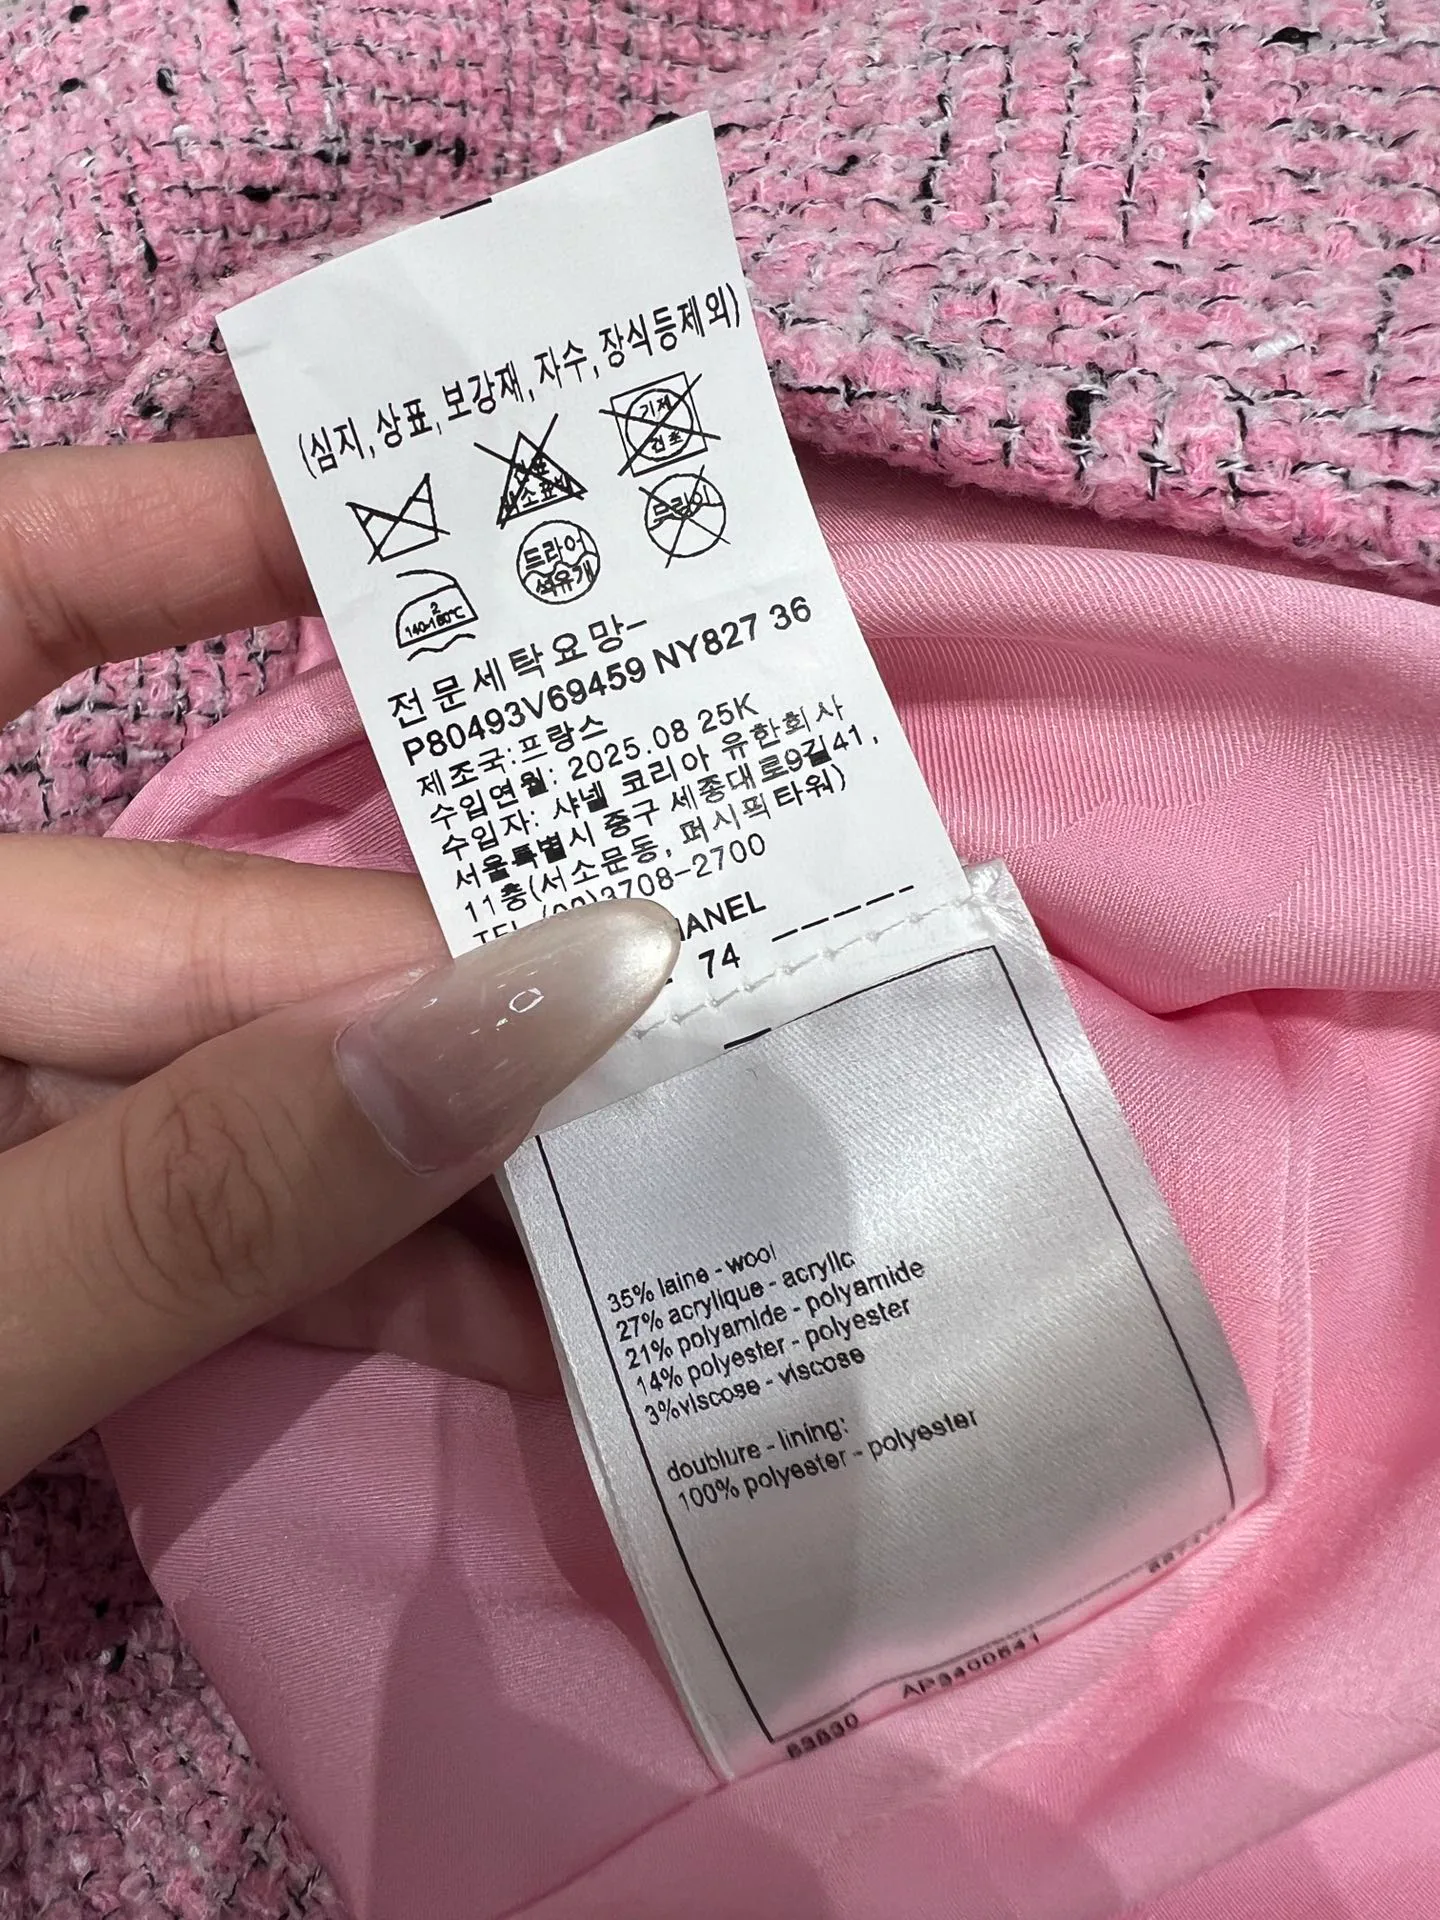 (심지,상표,보강재,자수,장식등제외)
기계
건조
드라이
드라이
석유계
2
140-160℃
전문세탁요망-
P80493V69459 NY827 36
제조국:프랑스
수입연월: 2025.08 25K
수입자: 샤넬 코리아 유한회사
서울특별시 중구 세종대로9길41,
11층(서소문동, 퍼시픽타워)
TEL (02)3708-2700
HANEL
74 -----
35% laine - wool
27% acrylique - acrylic
21% polyamide - polyamide
14% polyester - polyester
3%viscose - viscose
doublure - lining:
100% polyester - polyester